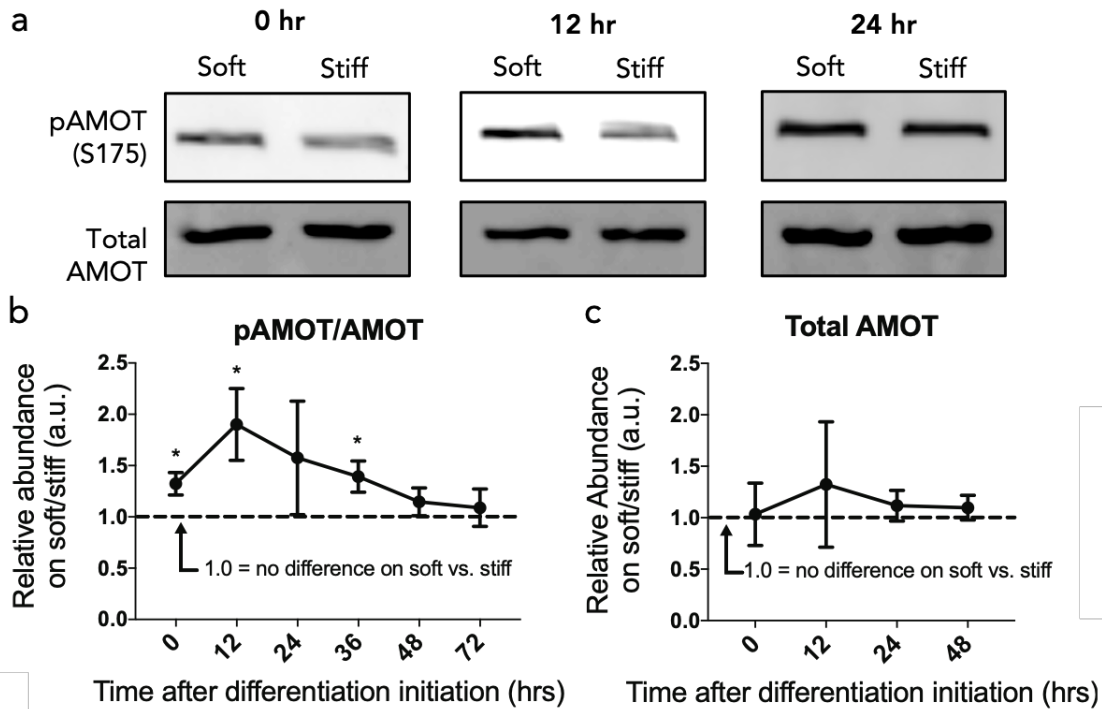 a
0 hr
12 hr
24 hr
Soft
Stiff
Soft
Stiff
Soft
Stiff
pAMOT
(S175)
Total
AMOT
b
pAMOT/AMOT
Relative abundance
on soft/stiff (a.u.)
2.5
2.0
1.5
1.0
0.5
0.0
*
*
*
1.0 = no difference on soft vs. stiff
0
12
24
36
48
72
Time after differentiation initiation (hrs)
c
Total AMOT
Relative Abundance
on soft/stiff (a.u.)
2.5
2.0
1.5
1.0
0.5
0.0
1.0 = no difference on soft vs. stiff
0
12
24
48
Time after differentiation initiation (hrs)